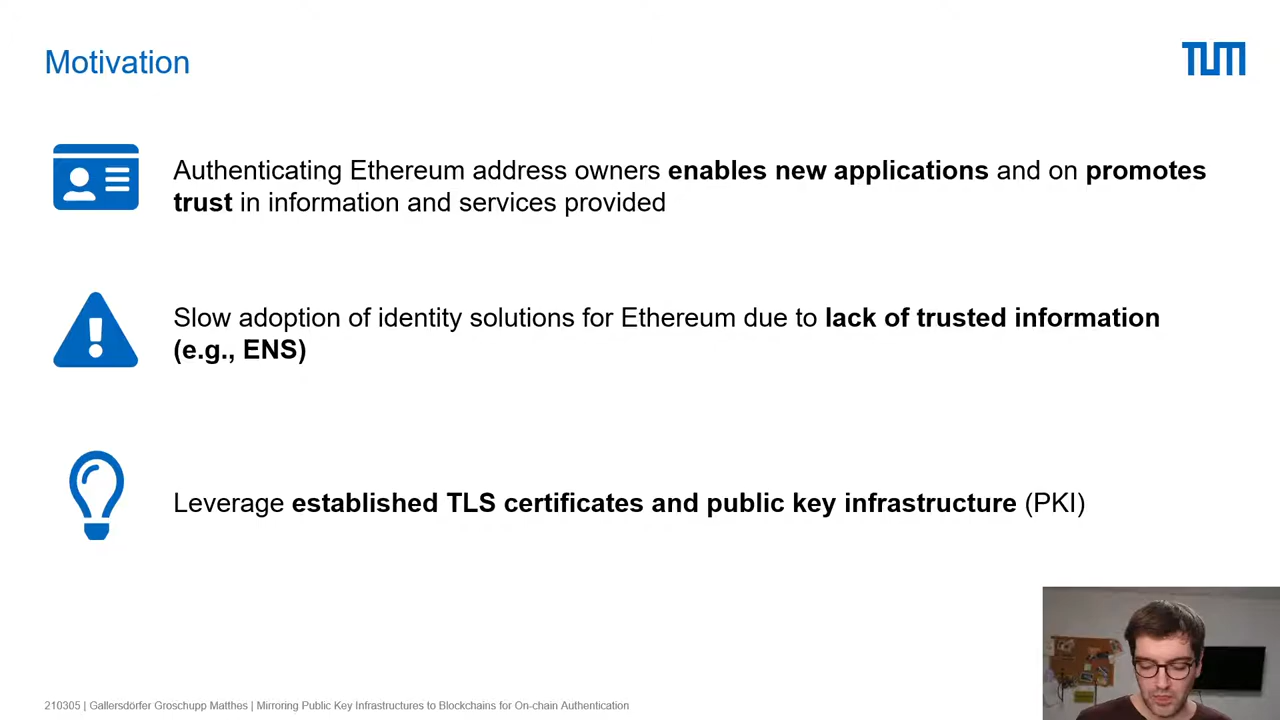 Motivation
TUM
Authenticating Ethereum address owners enables new applications and on promotes
trust in information and services provided
Slow adoption of identity solutions for Ethereum due to lack of trusted information
(e.g., ENS)
Leverage established TLS certificates and public key infrastructure (PKI)
210305 | Gallersdörfer Groschupp Matthes | Mirroring Public Key Infrastructures to Blockchains for On-chain Authentication